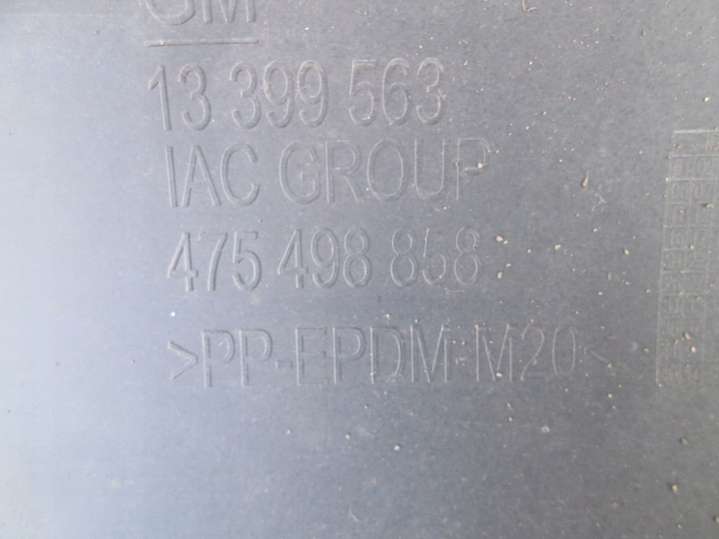 GM
13 399 563
IAC GROUP
475 498 858
>PP-EPDM-M20<